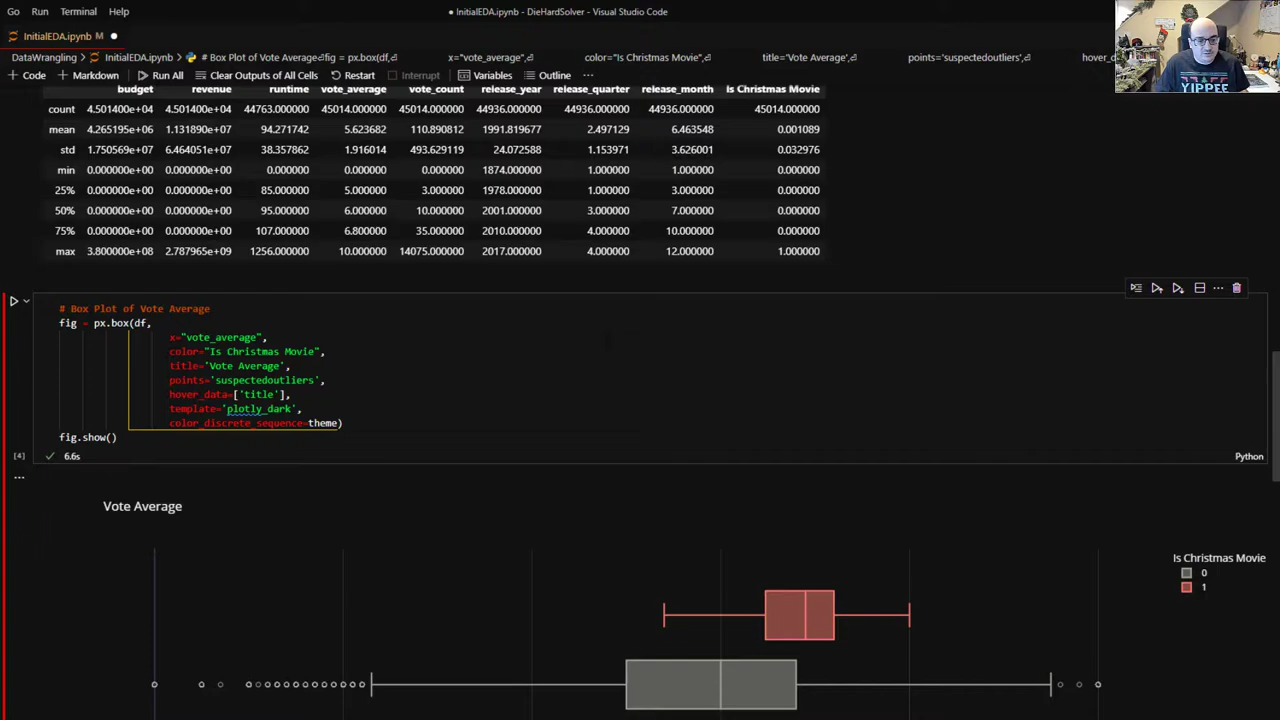 Go Run Terminal Help
● InitialEDA.ipynb - DieHardSolver - Visual Studio Code
InitialEDA.ipynb M ●
DataWrangling > InitialEDA.ipynb > # Box Plot of Vote Average⏎fig = px.box(df,⏎ x="vote_average",⏎ color="Is Christmas Movie",⏎ title='Vote Average',⏎ points='suspectedoutliers',⏎ hover_d
+ Code + Markdown Run All Clear Outputs of All Cells Restart Interrupt Variables Outline ···
YIPPEE
budget revenue runtime vote_average vote_count release_year release_quarter release_month Is Christmas Movie
count 4.501400e+04 4.501400e+04 44763.000000 45014.000000 45014.000000 44936.000000 44936.000000 44936.000000 45014.000000
mean 4.265195e+06 1.131890e+07 94.271742 5.623682 110.890812 1991.819677 2.497129 6.463548 0.001089
std 1.750569e+07 6.464051e+07 38.357862 1.916014 493.629119 24.072588 1.153971 3.626001 0.032976
min 0.000000e+00 0.000000e+00 0.000000 0.000000 0.000000 1874.000000 1.000000 1.000000 0.000000
25% 0.000000e+00 0.000000e+00 85.000000 5.000000 3.000000 1978.000000 1.000000 3.000000 0.000000
50% 0.000000e+00 0.000000e+00 95.000000 6.000000 10.000000 2001.000000 3.000000 7.000000 0.000000
75% 0.000000e+00 0.000000e+00 107.000000 6.800000 35.000000 2010.000000 4.000000 10.000000 0.000000
max 3.800000e+08 2.787965e+09 1256.000000 10.000000 14075.000000 2017.000000 4.000000 12.000000 1.000000
# Box Plot of Vote Average
fig = px.box(df,
x="vote_average",
color="Is Christmas Movie",
title='Vote Average',
points='suspectedoutliers',
hover_data=['title'],
template='plotly_dark',
color_discrete_sequence=theme)
fig.show()
[4] ✓ 6.6s Python
···
Vote Average
Is Christmas Movie
0
1